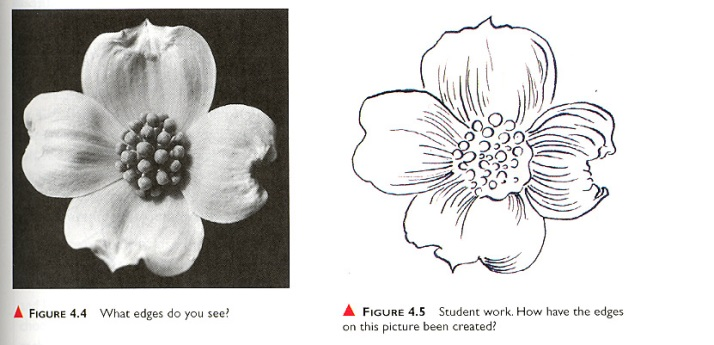 FIGURE 4.4 What edges do you see?
FIGURE 4.5 Student work. How have the edges
on this picture been created?